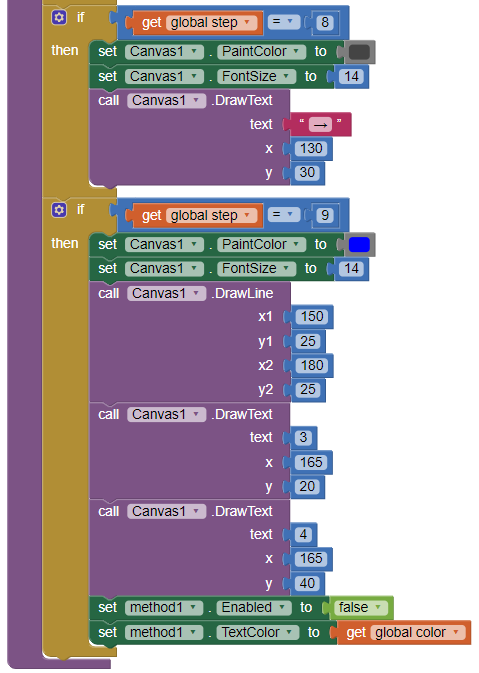 if get global step = 8
then set Canvas1 . PaintColor to
set Canvas1 . FontSize to 14
call Canvas1 .DrawText
text “ → ”
x 130
y 30
if get global step = 9
then set Canvas1 . PaintColor to
set Canvas1 . FontSize to 14
call Canvas1 .DrawLine
x1 150
y1 25
x2 180
y2 25
call Canvas1 .DrawText
text 3
x 165
y 20
call Canvas1 .DrawText
text 4
x 165
y 40
set method1 . Enabled to false
set method1 . TextColor to get global color